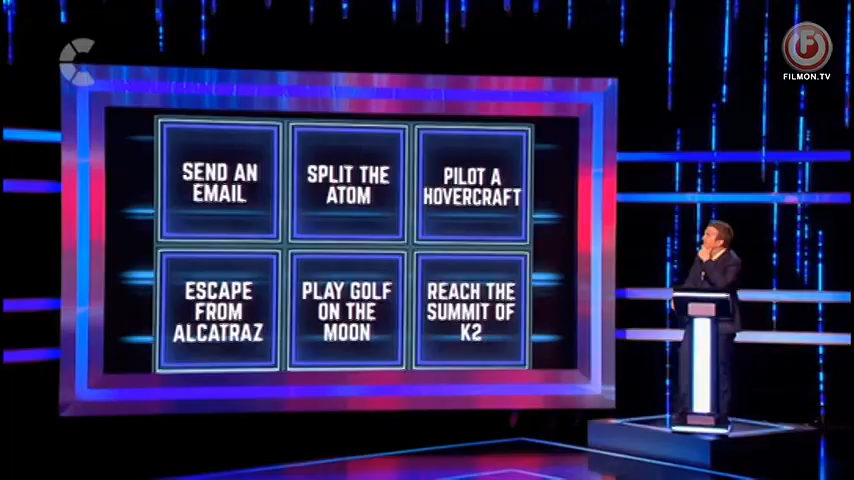 FILMON.TV
SEND AN
EMAIL
SPLIT THE
ATOM
PILOT A
HOVERCRAFT
ESCAPE
FROM
ALCATRAZ
PLAY GOLF
ON THE
MOON
REACH THE
SUMMIT OF
K2